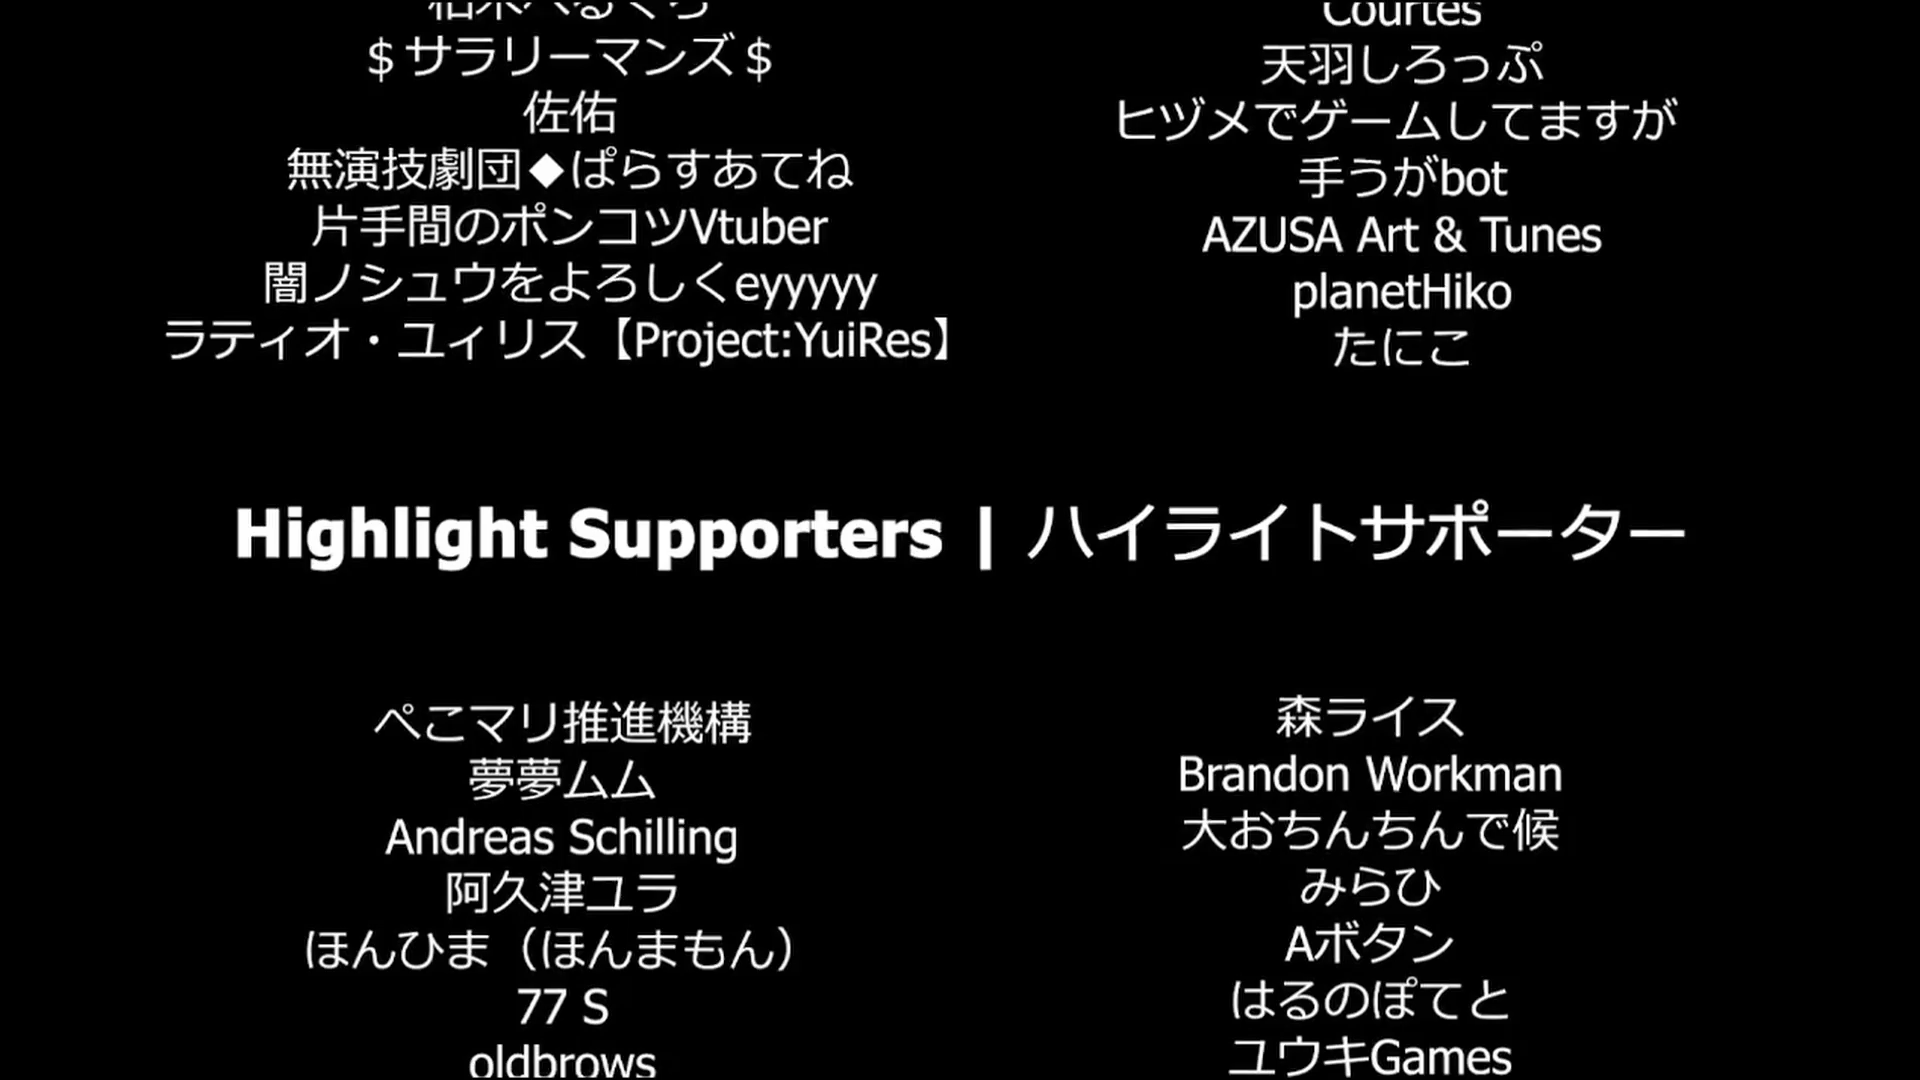 $サラリーマンズ$
佐佑
無演技劇団◆ぱらすあてね
片手間のポンコツVtuber
闇ノシュウをよろしくeyyyyy
ラティオ・ユィリス【Project:YuiRes】
Courtes
天羽しろっぷ
ヒヅメでゲームしてますが
手うがbot
AZUSA Art & Tunes
planetHiko
たにこ
Highlight Supporters | ハイライトサポーター
ぺこマリ推進機構
夢夢ムム
Andreas Schilling
阿久津ユラ
ほんひま（ほんまもん）
77 S
oldbrows
森ライス
Brandon Workman
大おちんちんで候
みらひ
Aボタン
はるのぽてと
ユウキGames